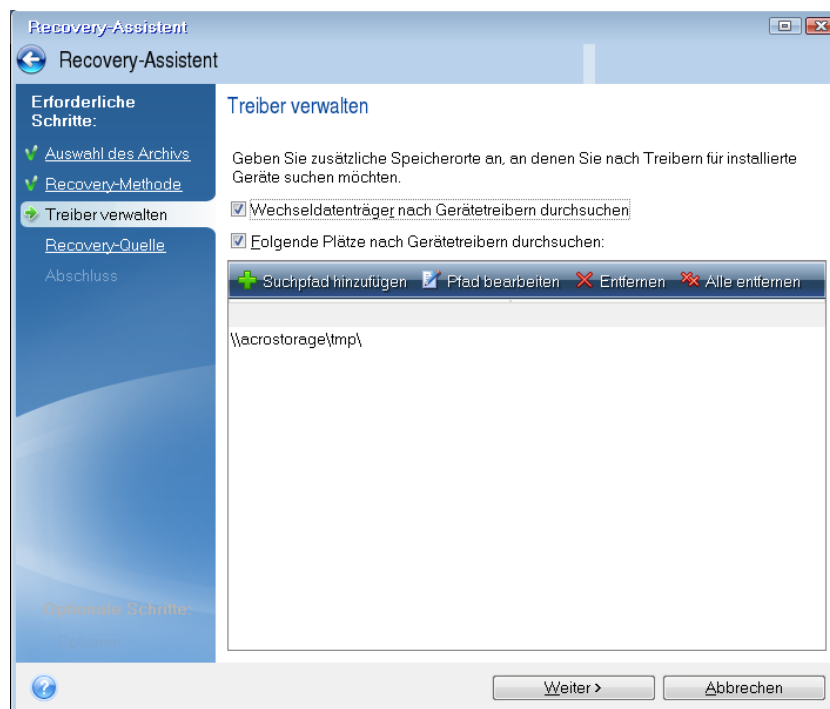 Recovery-Assistent
Recovery-Assistent
Erforderliche
Schritte:
Auswahl des Archivs
Recovery-Methode
Treiber verwalten
Recovery-Quelle
Abschluss
Optionale Schritte:
Optionen
Treiber verwalten
Geben Sie zusätzliche Speicherorte an, an denen Sie nach Treibern für installierte
Geräte suchen möchten.
Wechseldatenträger nach Gerätetreibern durchsuchen
Folgende Plätze nach Gerätetreibern durchsuchen:
Suchpfad hinzufügen Pfad bearbeiten Entfernen Alle entfernen
\\acrostorage\tmp\
Weiter > Abbrechen